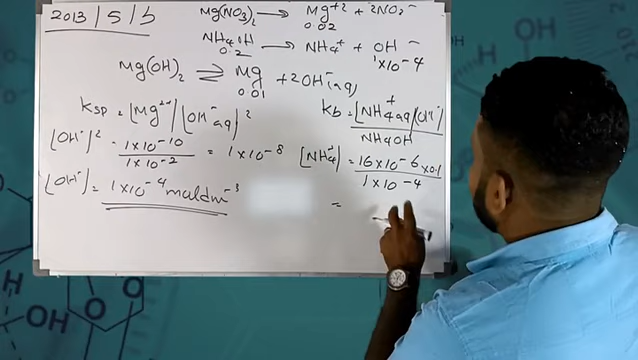 2013/5/b
Mg(NO3)2 → Mg+2 + 2NO3-
0.02
NH4OH → NH4+ + OH-
0.2 1×10-4
Mg(OH)2 ⇌ Mg + 2OH-(aq)
0.01
Ksp = [Mg2+][OH-aq]2
[OH-]2 = 1×10-10 / 1×10-2 = 1×10-8
[OH-] = 1×10-4 moldm-3
Kb = [NH4+aq][OH-] / NH4OH
[NH4+] = 16×10-6×0.1 / 1×10-4
=
H
O
O
OH
OH